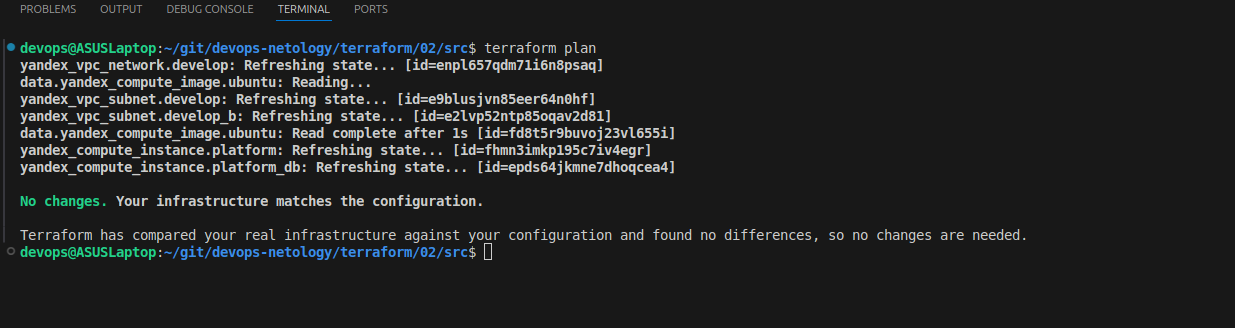 PROBLEMS OUTPUT DEBUG CONSOLE TERMINAL PORTS
devops@ASUSLaptop:~/git/devops-netology/terraform/02/src$ terraform plan
yandex_vpc_network.develop: Refreshing state... [id=enpl657qdm71i6n8psaq]
data.yandex_compute_image.ubuntu: Reading...
yandex_vpc_subnet.develop: Refreshing state... [id=e9blusjvn85eer64n0hf]
yandex_vpc_subnet.develop_b: Refreshing state... [id=e2lvp52ntp85oqav2d81]
data.yandex_compute_image.ubuntu: Read complete after 1s [id=fd8t5r9buvoj23vl655i]
yandex_compute_instance.platform: Refreshing state... [id=fhmn3imkp195c7iv4egr]
yandex_compute_instance.platform_db: Refreshing state... [id=epds64jkmne7dhoqcea4]
No changes. Your infrastructure matches the configuration.
Terraform has compared your real infrastructure against your configuration and found no differences, so no changes are needed.
devops@ASUSLaptop:~/git/devops-netology/terraform/02/src$